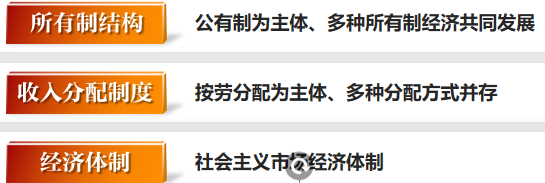 所有制结构 公有制为主体、多种所有制经济共同发展
收入分配制度 按劳分配为主体、多种分配方式并存
经济体制 社会主义市场经济体制